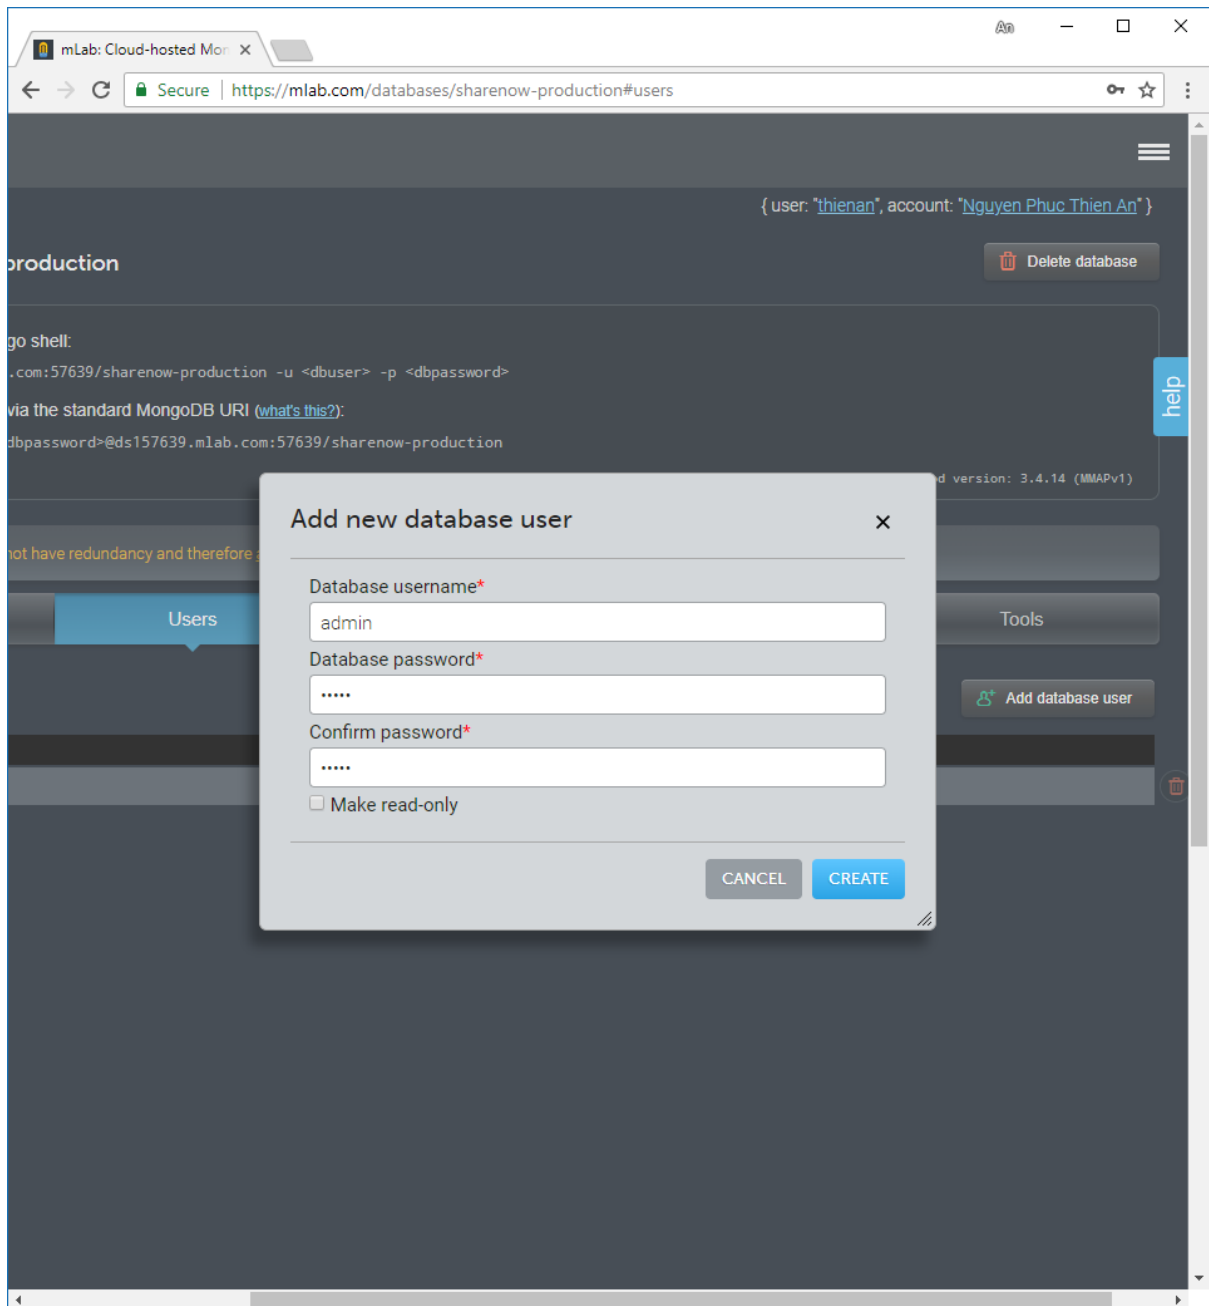 An
mLab: Cloud-hosted Mon
Secure | https://mlab.com/databases/sharenow-production#users
{ user: "thienan", account: "Nguyen Phuc Thien An" }
production
Delete database
go shell:
.com:57639/sharenow-production -u <dbuser> -p <dbpassword>
help
via the standard MongoDB URI (what's this?):
dbpassword>@ds157639.mlab.com:57639/sharenow-production
d version: 3.4.14 (MMAPv1)
Add new database user
not have redundancy and therefore
Database username*
admin
Users
Tools
Database password*
•••••
Add database user
Confirm password*
•••••
Make read-only
CANCEL
CREATE